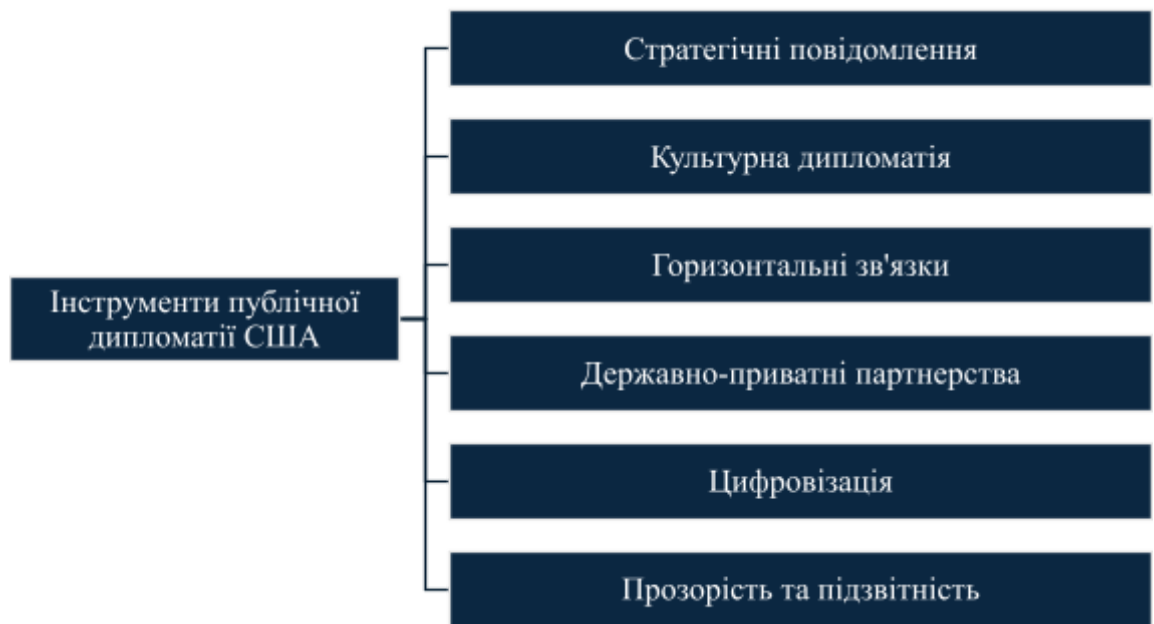 Стратегічні повідомлення
Культурна дипломатія
Горизонтальні зв'язки
Інструменти публічної
дипломатії США
Державно-приватні партнерства
Цифровізація
Прозорість та підзвітність